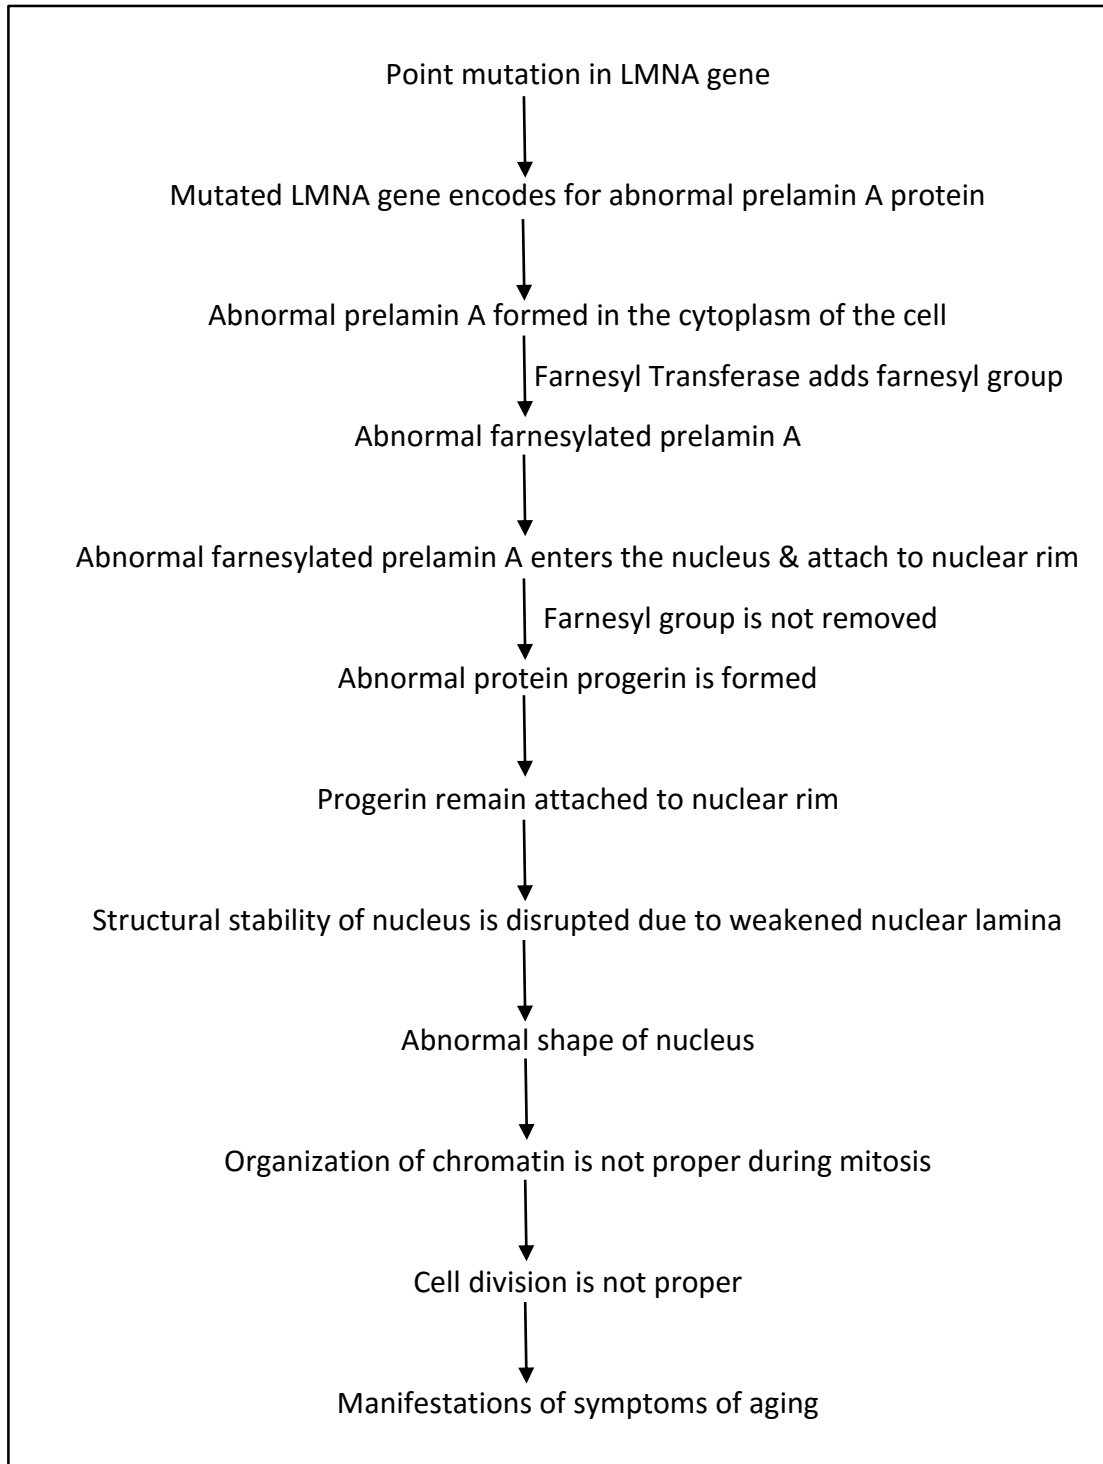 Point mutation in LMNA gene
Mutated LMNA gene encodes for abnormal prelamin A protein
Abnormal prelamin A formed in the cytoplasm of the cell
Farnesyl Transferase adds farnesyl group
Abnormal farnesylated prelamin A
Abnormal farnesylated prelamin A enters the nucleus & attach to nuclear rim
Farnesyl group is not removed
Abnormal protein progerin is formed
Progerin remain attached to nuclear rim
Structural stability of nucleus is disrupted due to weakened nuclear lamina
Abnormal shape of nucleus
Organization of chromatin is not proper during mitosis
Cell division is not proper
Manifestations of symptoms of aging